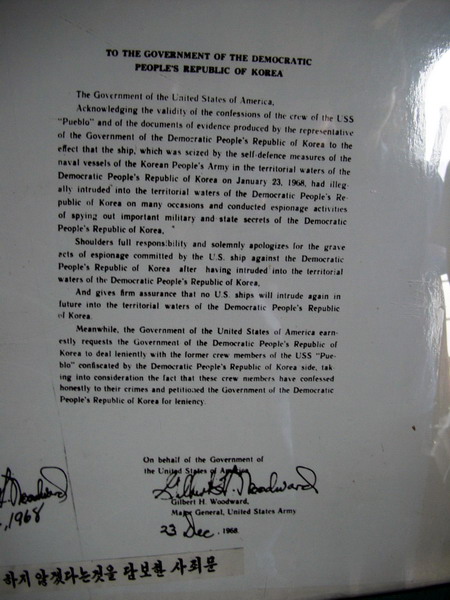 TO THE GOVERNMENT OF THE DEMOCRATIC
PEOPLE'S REPUBLIC OF KOREA
The Government of the United States of America,
Acknowledging the validity of the confessions of the crew of the USS
"Pueblo" and of the documents of evidence produced by the representative
of the Government of the Democratic People's Republic of Korea to the
effect that the ship, which was seized by the self-defence measures of the
naval vessels of the Korean People's Army in the territorial waters of the
Democratic People's Republic of Korea on January 23, 1968, had illeg-
ally intruded into the territorial waters of the Democratic People's Re-
public of Korea on many occasions and conducted espionage activities
of spying out important military and state secrets of the Democratic
People's Republic of Korea,
Shoulders full responsibility and solemnly apologizes for the grave
acts of espionage committed by the U.S. ship against the Democratic
People's Republic of Korea after having intruded into the territorial
waters of the Democratic People's Republic of Korea,
And gives firm assurance that no U.S. ships will intrude again in
future into the territorial waters of the Democratic People's Republic
of Korea.
Meanwhile, the Government of the United States of America earn-
estly requests the Government of the Democratic People's Republic of
Korea to deal leniently with the former crew members of the USS "Pue-
blo" confiscated by the Democratic People's Republic of Korea side, tak-
ing into consideration the fact that these crew members have confessed
honestly to their crimes and petitioned the Government of the Democratic
People's Republic of Korea for leniency.
On behalf of the Government of
the United States of America
Gilbert H. Woodward
Gilbert H. Woodward,
Major General, United States Army
23 Dec. 1968.
Woodward
, 1968
하지 않겠다는것을 담보한 사죄문